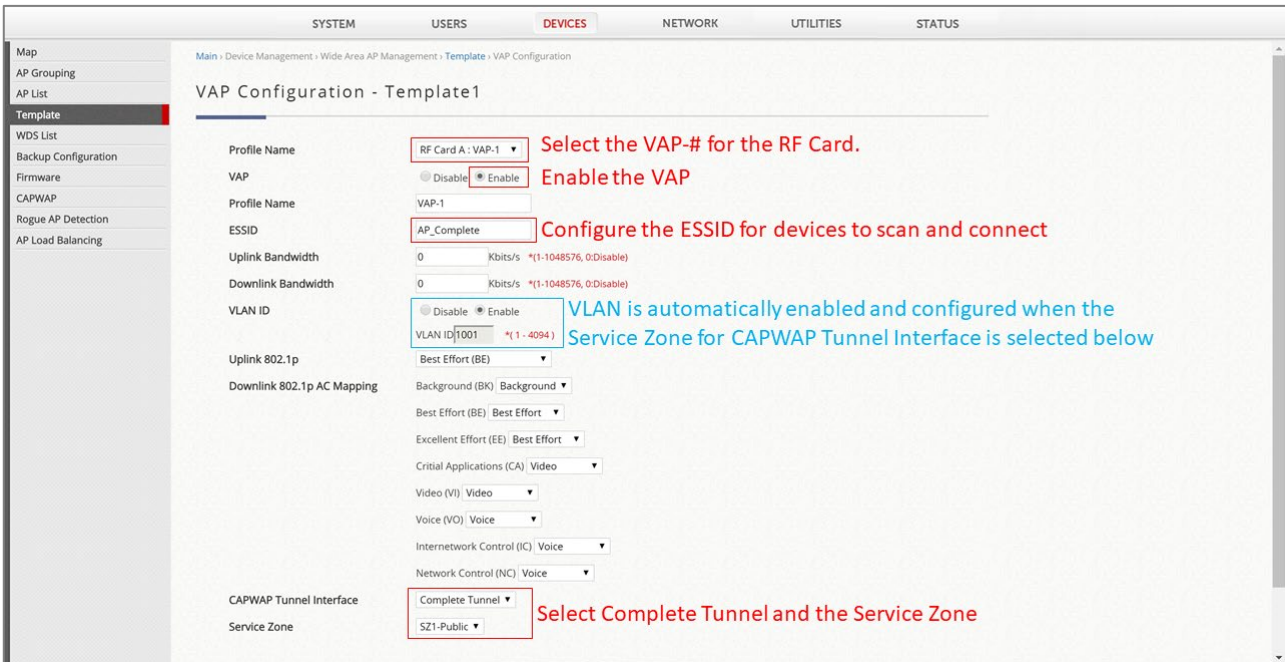 SYSTEM USERS DEVICES NETWORK UTILITIES STATUS
Map
AP Grouping
AP List
Template
WDS List
Backup Configuration
Firmware
CAPWAP
Rogue AP Detection
AP Load Balancing
Main › Device Management › Wide Area AP Management › Template › VAP Configuration
VAP Configuration - Template1
Profile Name RF Card A : VAP-1 Select the VAP-# for the RF Card.
VAP Disable Enable Enable the VAP
Profile Name VAP-1
ESSID AP_Complete Configure the ESSID for devices to scan and connect
Uplink Bandwidth 0 Kbits/s *(1-1048576, 0:Disable)
Downlink Bandwidth 0 Kbits/s *(1-1048576, 0:Disable)
VLAN ID Disable Enable VLAN is automatically enabled and configured when the
VLAN ID 1001 *( 1 - 4094 ) Service Zone for CAPWAP Tunnel Interface is selected below
Uplink 802.1p Best Effort (BE)
Downlink 802.1p AC Mapping Background (BK) Background
Best Effort (BE) Best Effort
Excellent Effort (EE) Best Effort
Critial Applications (CA) Video
Video (VI) Video
Voice (VO) Voice
Internetwork Control (IC) Voice
Network Control (NC) Voice
CAPWAP Tunnel Interface Complete Tunnel
Select Complete Tunnel and the Service Zone
Service Zone SZ1-Public